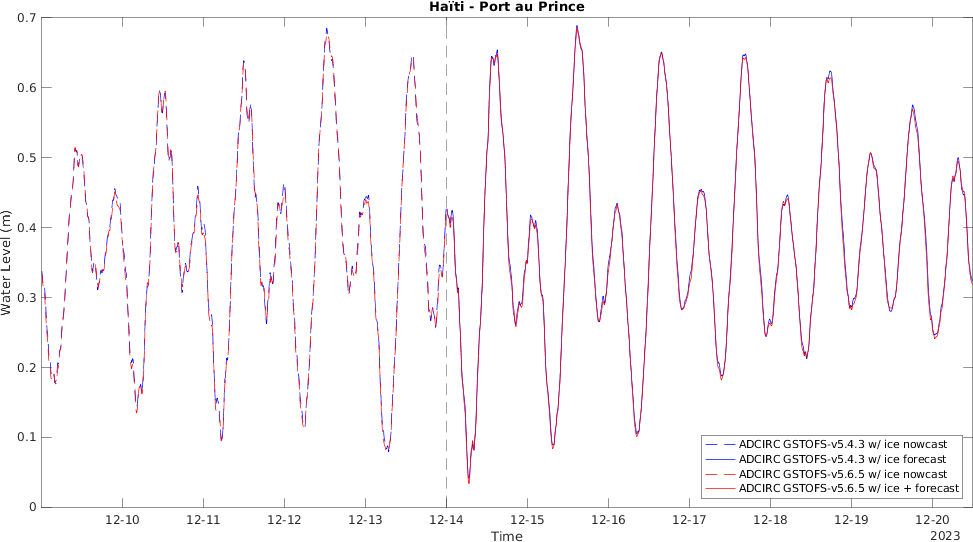 Haïti - Port au Prince
Water Level (m)
0.7
0.6
0.5
0.4
0.3
0.2
0.1
0
ADCIRC GSTOFS-v5.4.3 w/ ice nowcast
ADCIRC GSTOFS-v5.4.3 w/ ice forecast
ADCIRC GSTOFS-v5.6.5 w/ ice nowcast
ADCIRC GSTOFS-v5.6.5 w/ ice + forecast
12-10 12-11 12-12 12-13 12-14 12-15 12-16 12-17 12-18 12-19 12-20
Time
2023